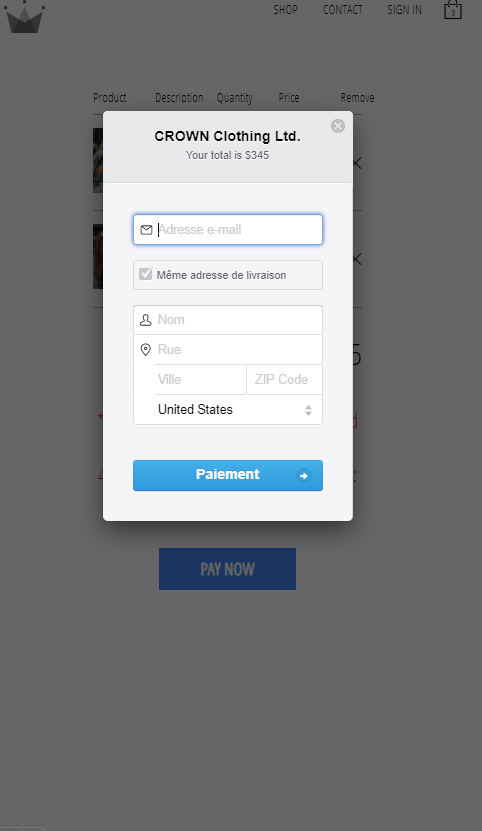 SHOP CONTACT SIGN IN 3
Product Description Quantity Price Remove
CROWN Clothing Ltd.
Your total is $345
Adresse e-mail
Même adresse de livraison
Nom
Rue
Ville ZIP Code
United States
Paiement
PAY NOW